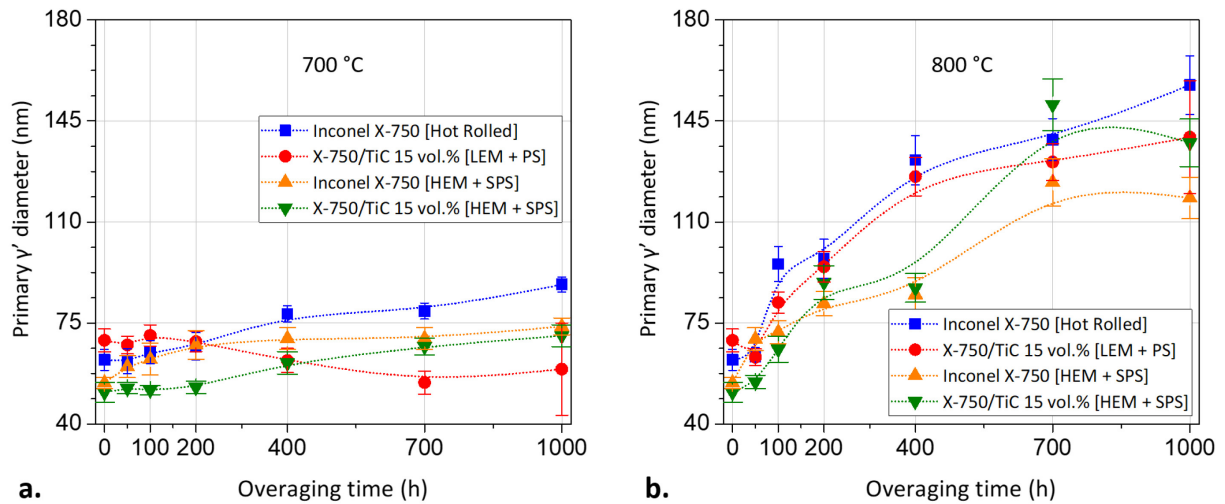 180
145
110
75
40
Primary γ’ diameter (nm)
700 °C
Inconel X-750 [Hot Rolled]
X-750/TiC 15 vol.% [LEM + PS]
Inconel X-750 [HEM + SPS]
X-750/TiC 15 vol.% [HEM + SPS]
0 100 200 400 700 1000
Overaging time (h)
a.
180
145
110
75
40
Primary γ’ diameter (nm)
800 °C
Inconel X-750 [Hot Rolled]
X-750/TiC 15 vol.% [LEM + PS]
Inconel X-750 [HEM + SPS]
X-750/TiC 15 vol.% [HEM + SPS]
0 100 200 400 700 1000
Overaging time (h)
b.